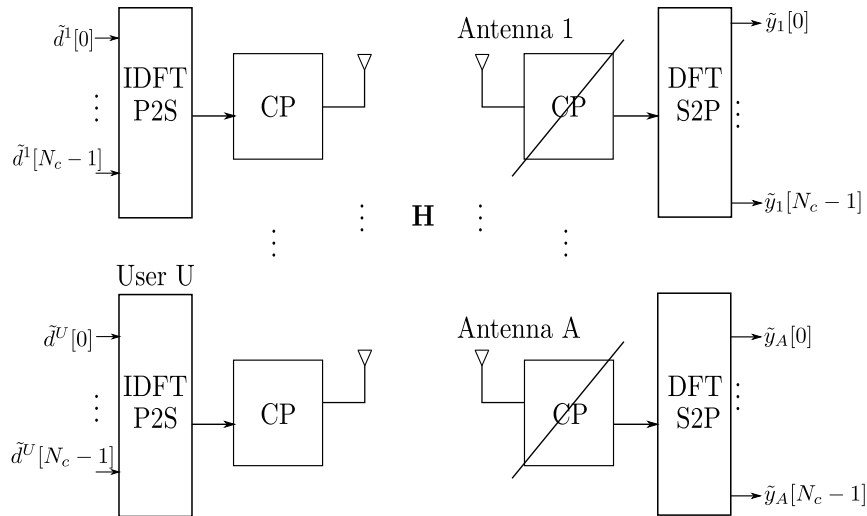 d̃¹[0]
IDFT
P2S
⋮
d̃¹[N_c − 1]
CP
Antenna 1
CP
DFT
S2P
ỹ₁[0]
⋮
ỹ₁[N_c − 1]
⋮ ⋮ H ⋮ ⋮
User U
d̃ᵁ[0]
IDFT
P2S
⋮
d̃ᵁ[N_c − 1]
CP
Antenna A
CP
DFT
S2P
ỹ_A[0]
⋮
ỹ_A[N_c − 1]